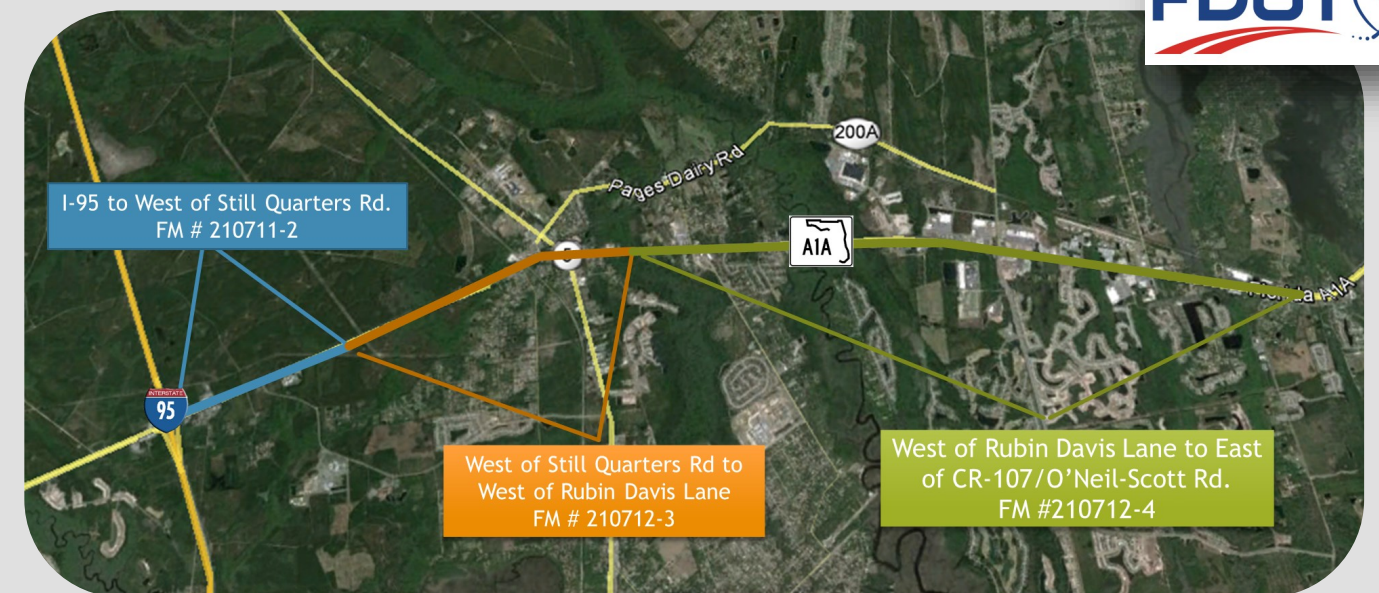 FDOT
200A
Pages Dairy Rd
I-95 to West of Still Quarters Rd.
FM # 210711-2
A1A
Florida A1A
INTERSTATE
95
West of Still Quarters Rd to
West of Rubin Davis Lane
FM # 210712-3
West of Rubin Davis Lane to East
of CR-107/O'Neil-Scott Rd.
FM #210712-4